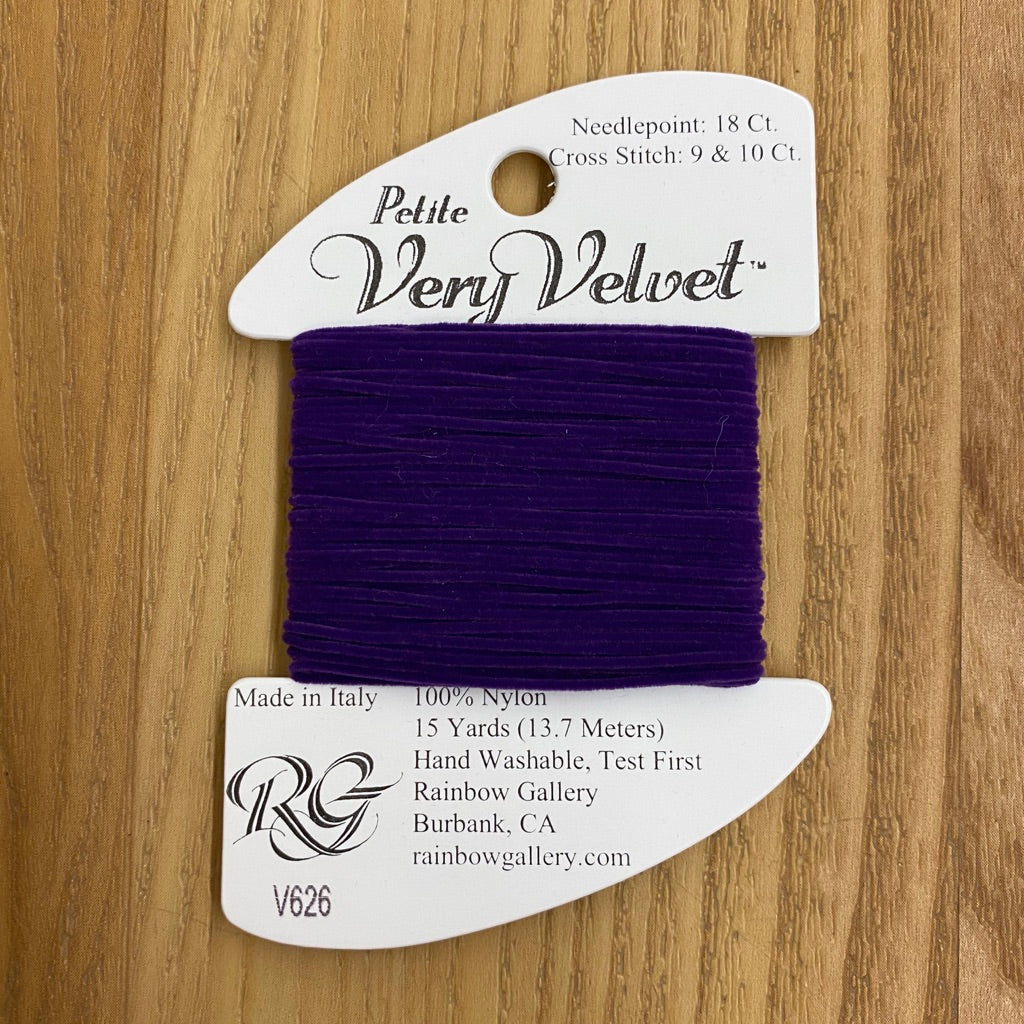 Needlepoint: 18 Ct.
Cross Stitch: 9 & 10 Ct.
Petite
Very Velvet™
Made in Italy
100% Nylon
15 Yards (13.7 Meters)
Hand Washable, Test First
Rainbow Gallery
Burbank, CA
rainbowgallery.com
RG
V626